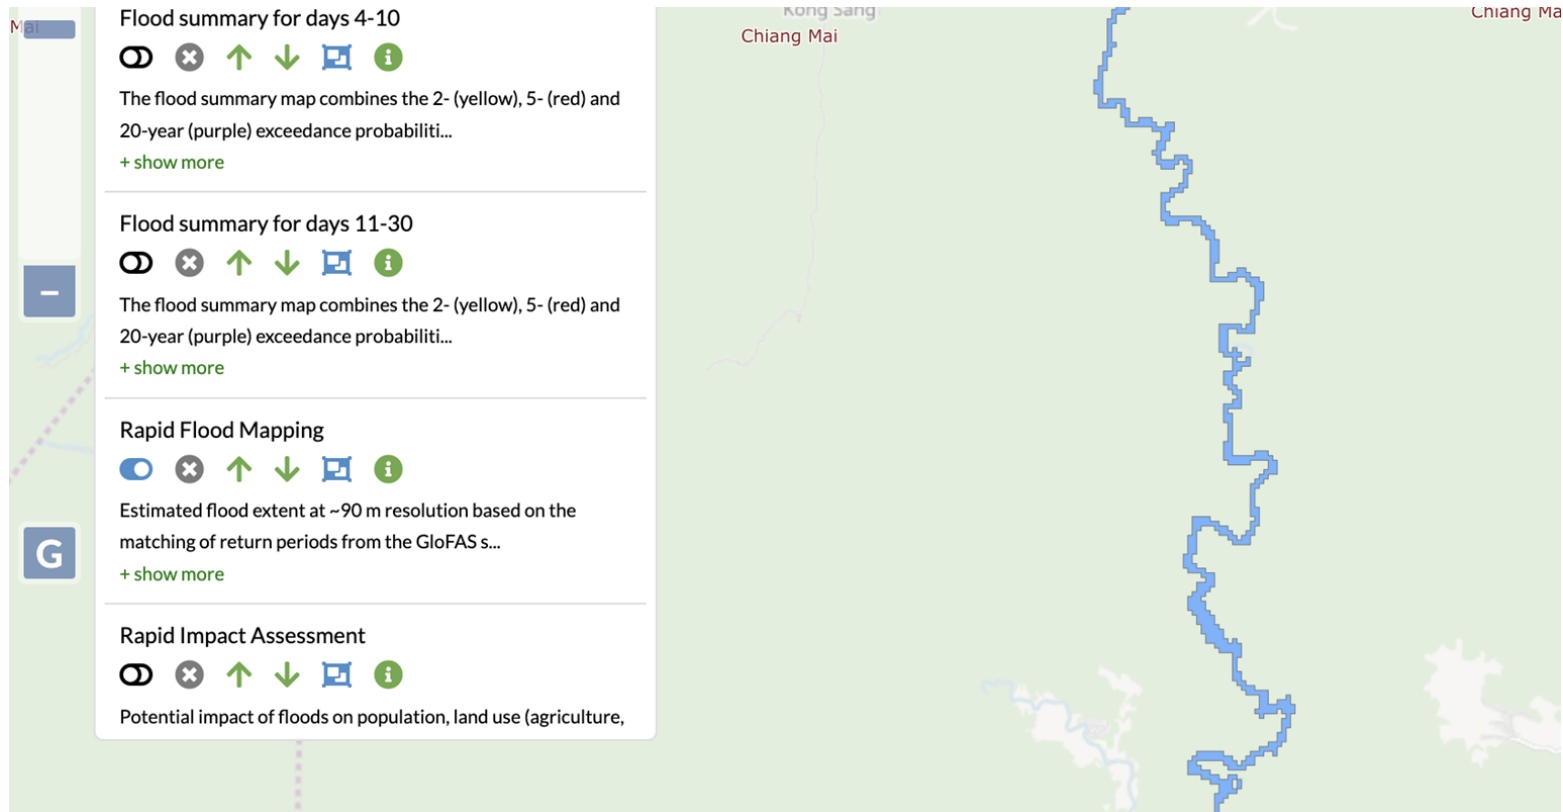 Mai
Flood summary for days 4-10
The flood summary map combines the 2- (yellow), 5- (red) and
20-year (purple) exceedance probabiliti...
+ show more
Flood summary for days 11-30
The flood summary map combines the 2- (yellow), 5- (red) and
20-year (purple) exceedance probabiliti...
+ show more
Rapid Flood Mapping
Estimated flood extent at ~90 m resolution based on the
matching of return periods from the GloFAS s...
+ show more
Rapid Impact Assessment
Potential impact of floods on population, land use (agriculture,
−
G
Kong Sang
Chiang Mai
Chiang Ma